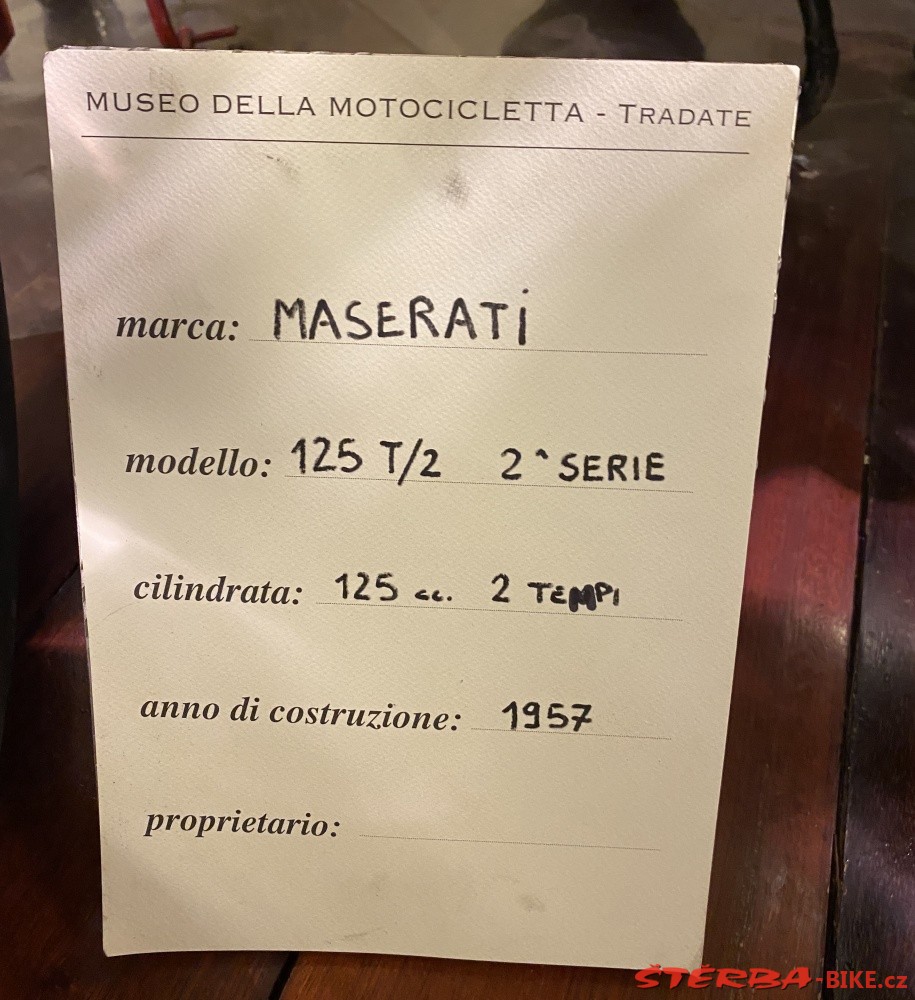 MUSEO DELLA MOTOCICLETTA - TRADATE
marca: MASERATi
modello: 125 T/2 2^ SERIE
cilindrata: 125 cc. 2 TEMPI
anno di costruzione: 1957
proprietario:
ŠTĚRBA-BIKE.cz